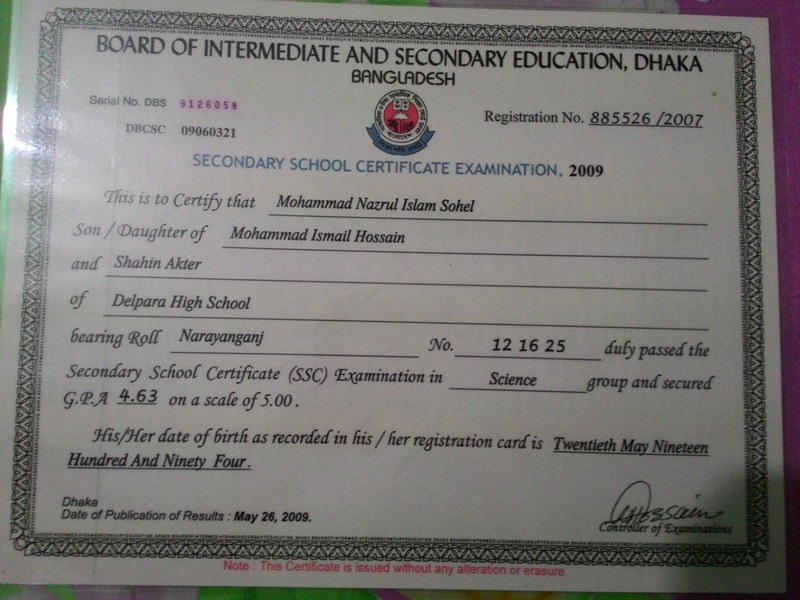 BOARD OF INTERMEDIATE AND SECONDARY EDUCATION, DHAKA
BANGLADESH
Serial No. DBS 9126058
Registration No. 885526 /2007
DBCSC 09060321
SECONDARY SCHOOL CERTIFICATE EXAMINATION, 2009
This is to Certify that Mohammad Nazrul Islam Sohel
Son / Daughter of Mohammad Ismail Hossain
and Shahin Akter
of Delpara High School
bearing Roll Narayanganj No. 12 16 25 duly passed the
Secondary School Certificate (SSC) Examination in Science group and secured
G.P.A 4.63 on a scale of 5.00.
His/Her date of birth as recorded in his / her registration card is Twentieth May Nineteen
Hundred And Ninety Four.
Dhaka
Date of Publication of Results : May 26, 2009.
Controller of Examinations
Note : This Certificate is issued without any alteration or erasure.